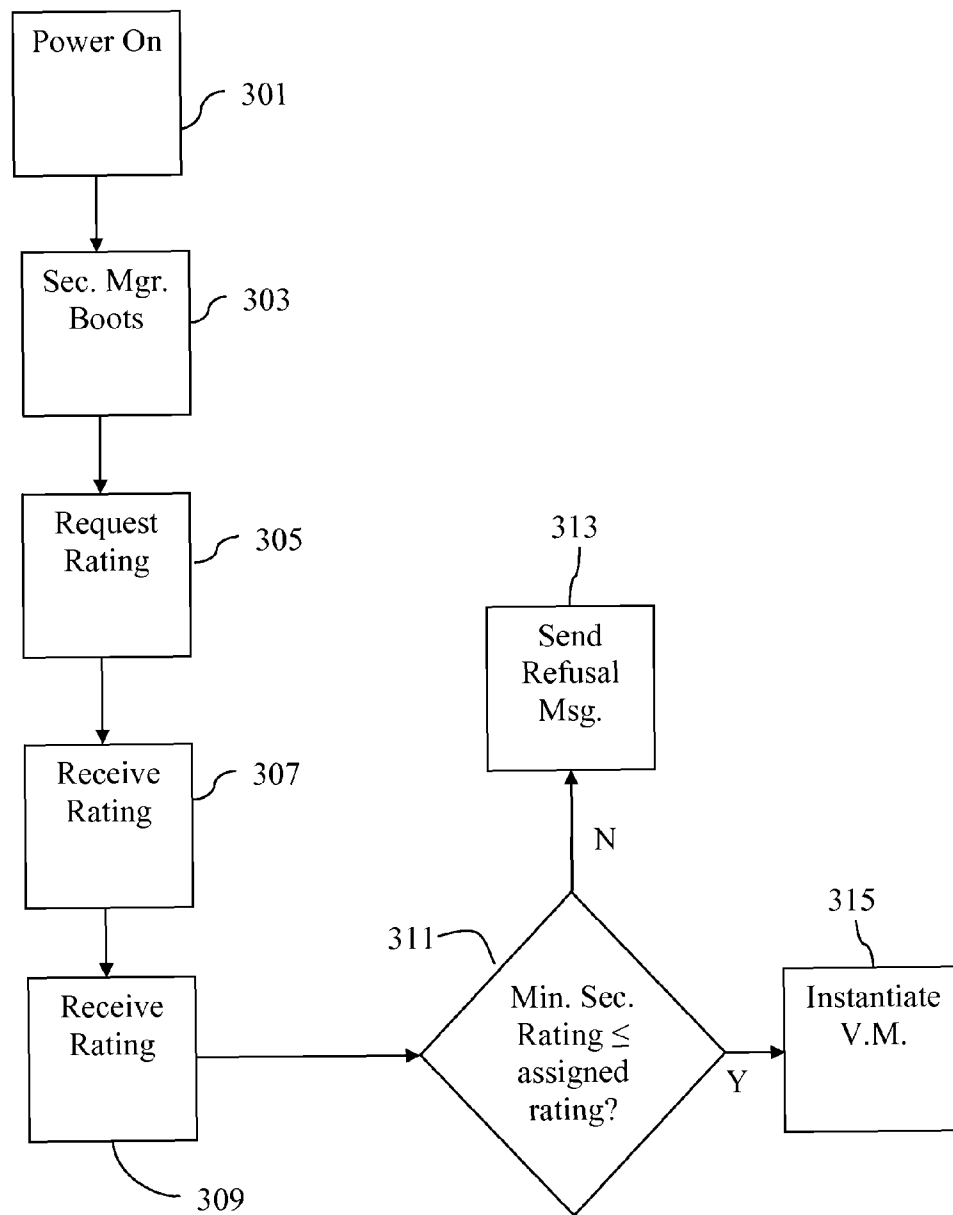 Power On
301
Sec. Mgr.
Boots
303
Request
Rating
305
Receive
Rating
307
Receive
Rating
309
311
Min. Sec.
Rating ≤
assigned
rating?
N
313
Send
Refusal
Msg.
Y
315
Instantiate
V.M.